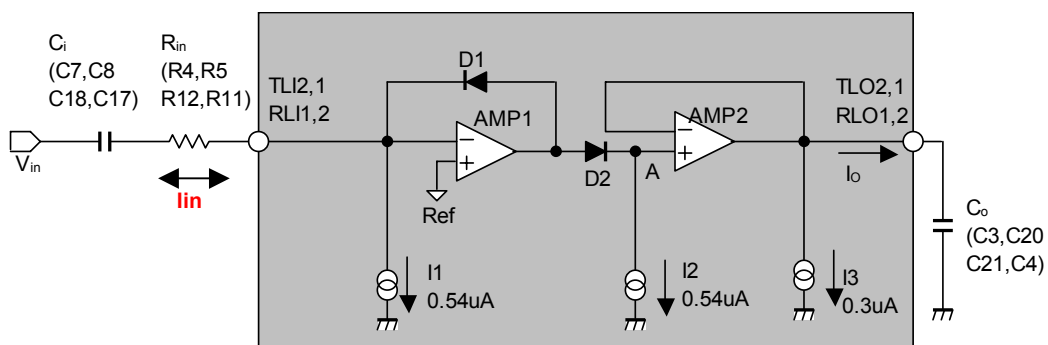 Ci
(C7,C8
C18,C17)
Rin
(R4,R5
R12,R11)
Vin
Iin
TLI2,1
RLI1,2
D1
AMP1
−
+
Ref
D2
A
AMP2
−
+
TLO2,1
RLO1,2
IO
I1
0.54uA
I2
0.54uA
I3
0.3uA
Co
(C3,C20
C21,C4)